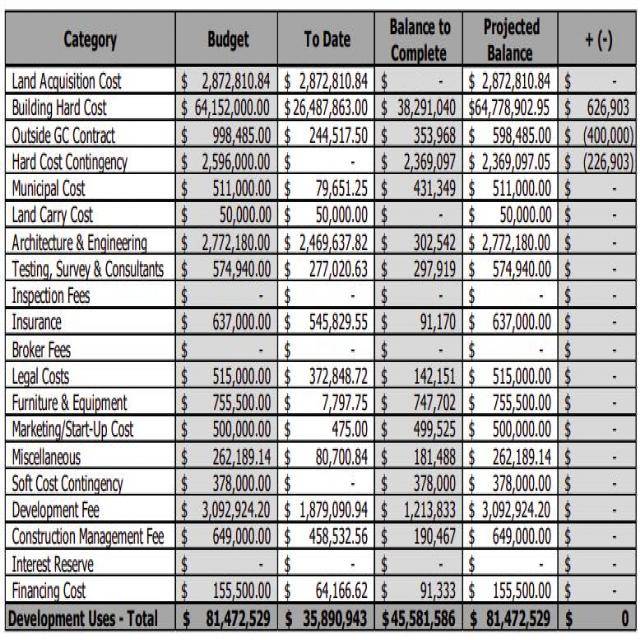 Category Budget To Date Balance to Complete Projected Balance + (-)
Land Acquisition Cost $ 2,872,810.84 $ 2,872,810.84 $ - $ 2,872,810.84 $ -
Building Hard Cost $ 64,152,000.00 $ 26,487,863.00 $ 38,291,040 $64,778,902.95 $ 626,903
Outside GC Contract $ 998,485.00 $ 244,517.50 $ 353,968 $ 598,485.00 $ (400,000)
Hard Cost Contingency $ 2,596,000.00 $ - $ 2,369,097 $ 2,369,097.05 $ (226,903)
Municipal Cost $ 511,000.00 $ 79,651.25 $ 431,349 $ 511,000.00 $ -
Land Carry Cost $ 50,000.00 $ 50,000.00 $ - $ 50,000.00 $ -
Architecture & Engineering $ 2,772,180.00 $ 2,469,637.82 $ 302,542 $ 2,772,180.00 $ -
Testing, Survey & Consultants $ 574,940.00 $ 277,020.63 $ 297,919 $ 574,940.00 $ -
Inspection Fees $ - $ - $ - $ - $ -
Insurance $ 637,000.00 $ 545,829.55 $ 91,170 $ 637,000.00 $ -
Broker Fees $ - $ - $ - $ - $ -
Legal Costs $ 515,000.00 $ 372,848.72 $ 142,151 $ 515,000.00 $ -
Furniture & Equipment $ 755,500.00 $ 7,797.75 $ 747,702 $ 755,500.00 $ -
Marketing/Start-Up Cost $ 500,000.00 $ 475.00 $ 499,525 $ 500,000.00 $ -
Miscellaneous $ 262,189.14 $ 80,700.84 $ 181,488 $ 262,189.14 $ -
Soft Cost Contingency $ 378,000.00 $ - $ 378,000 $ 378,000.00 $ -
Development Fee $ 3,092,924.20 $ 1,879,090.94 $ 1,213,833 $ 3,092,924.20 $ -
Construction Management Fee $ 649,000.00 $ 458,532.56 $ 190,467 $ 649,000.00 $ -
Interest Reserve $ - $ - $ - $ - $ -
Financing Cost $ 155,500.00 $ 64,166.62 $ 91,333 $ 155,500.00 $ -
Development Uses - Total $ 81,472,529 $ 35,890,943 $45,581,586 $ 81,472,529 $ 0